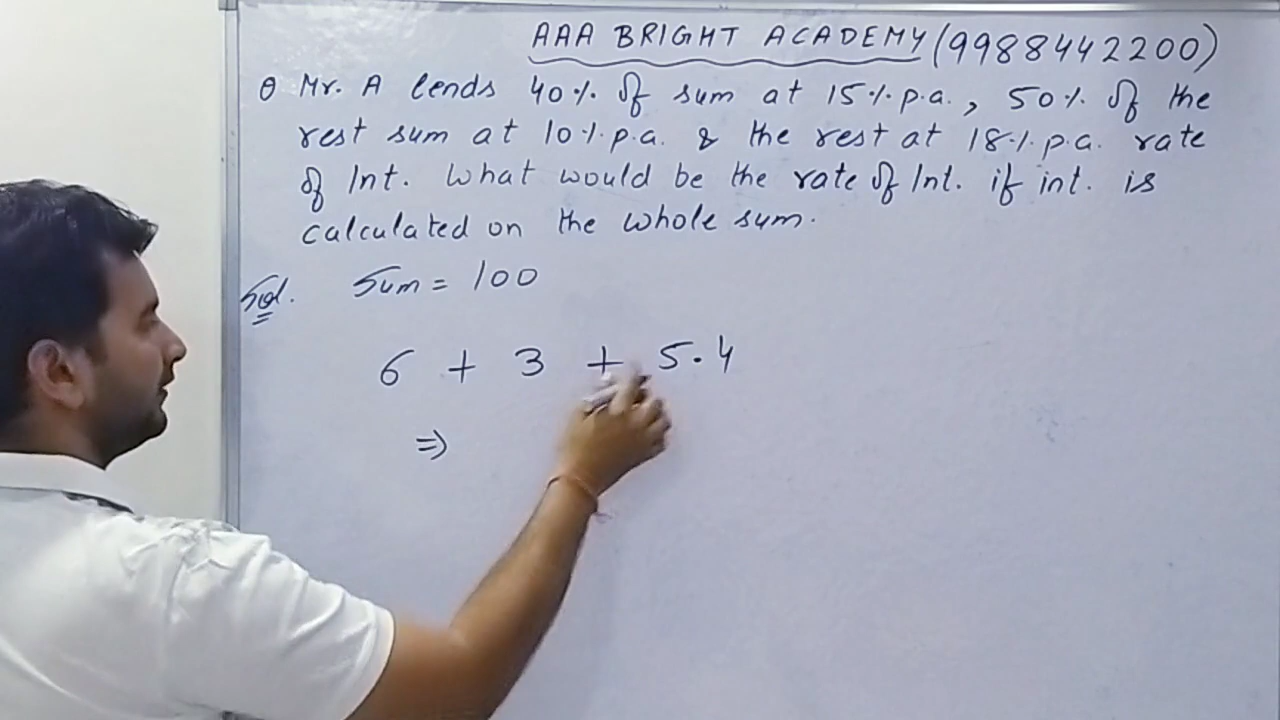 AAA BRIGHT ACADEMY (9988442200)
Q Mr. A lends 40% of sum at 15% p.a., 50% of the
rest sum at 10% p.a. & the rest at 18% p.a. rate
of Int. What would be the rate of Int. if int. is
calculated on the whole sum.
Sol. Sum = 100
6 + 3 + 5.4
⇒